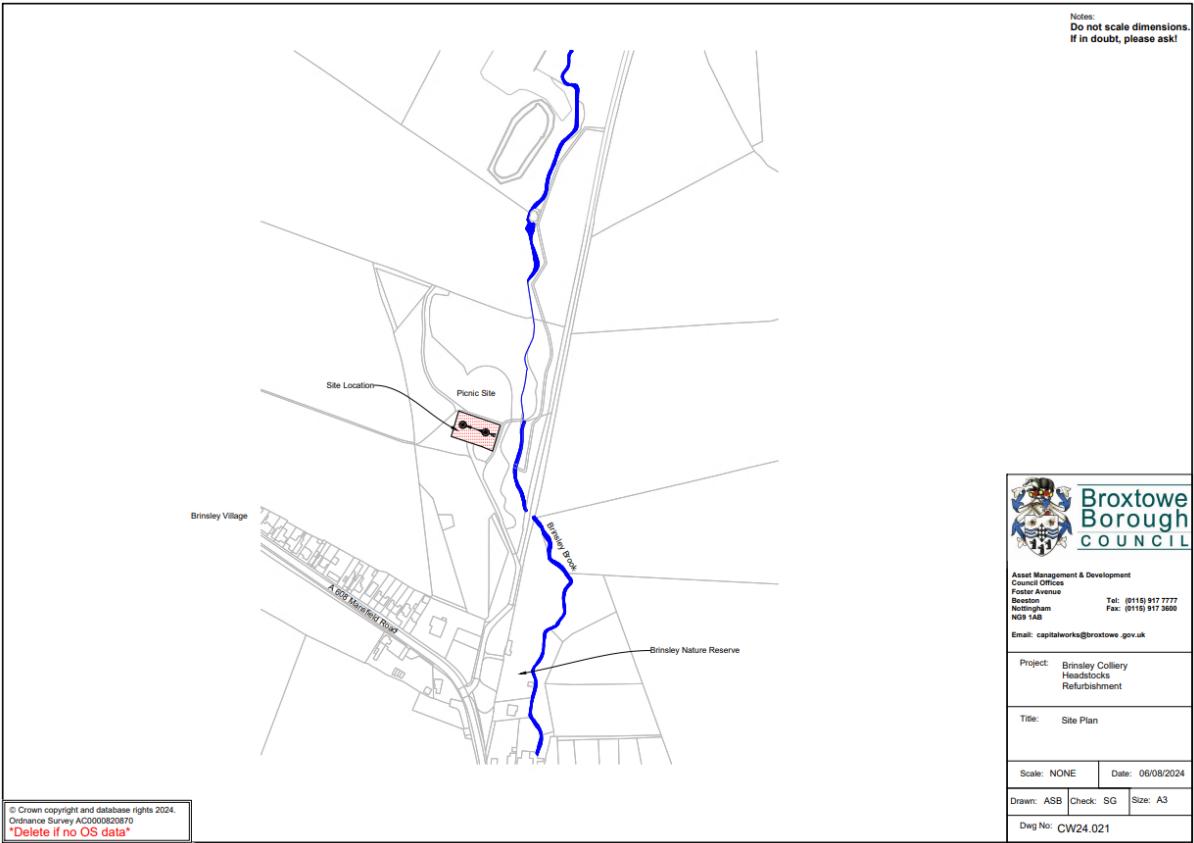 Notes:
Do not scale dimensions.
If in doubt, please ask!
Site Location
Picnic Site
Brinsley Village
Brinsley Brook
A 608 Mansfield Road
Brinsley Nature Reserve
Broxtowe
Borough
COUNCIL
Asset Management & Development
Council Offices
Foster Avenue
Beeston Tel: (0115) 917 7777
Nottingham Fax: (0115) 917 3600
NG9 1AB
Email: capitalworks@broxtowe .gov.uk
Project: Brinsley Colliery
Headstocks
Refurbishment
Title: Site Plan
Scale: NONE Date: 06/08/2024
Drawn: ASB Check: SG Size: A3
Dwg No: CW24.021
© Crown copyright and database rights 2024.
Ordnance Survey AC0000820870
*Delete if no OS data*